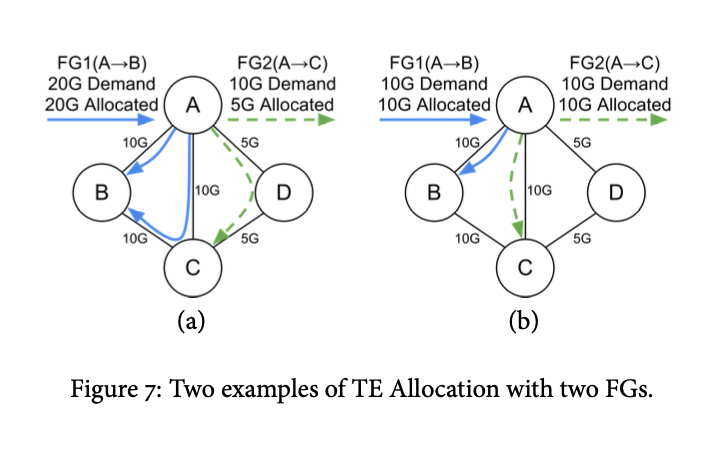 FG1(A→B)
20G Demand
20G Allocated
FG2(A→C)
10G Demand
5G Allocated
A
10G
5G
B
10G
D
10G
5G
C
(a)
FG1(A→B)
10G Demand
10G Allocated
FG2(A→C)
10G Demand
10G Allocated
A
10G
5G
B
10G
D
10G
5G
C
(b)
Figure 7: Two examples of TE Allocation with two FGs.